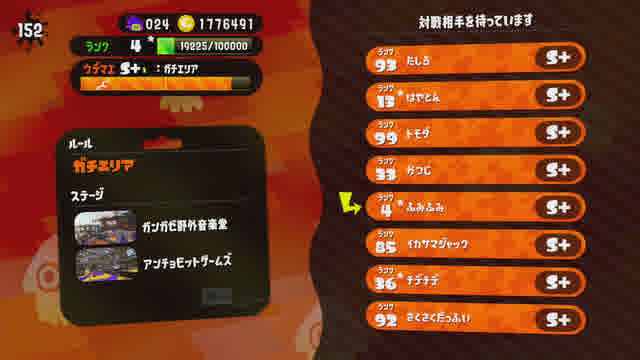 152
024
1776491
ランク 4★ 19225/100000
ウデマエ S+ 1 : ガチエリア
ルール
ガチエリア
ステージ
ガンガゼ野外音楽堂
アンチョビットゲームズ
対戦相手を待っています
ランク 93 たしろ S+
ランク 13★ はやとん S+
ランク 99 トモダ S+
ランク 33 かつじ S+
ランク 4★ ふみふみ S+
ランク 85 イカサマジャック S+
ランク 36★ チデチデ S+
ランク 92 さくさくだっふぃ S+